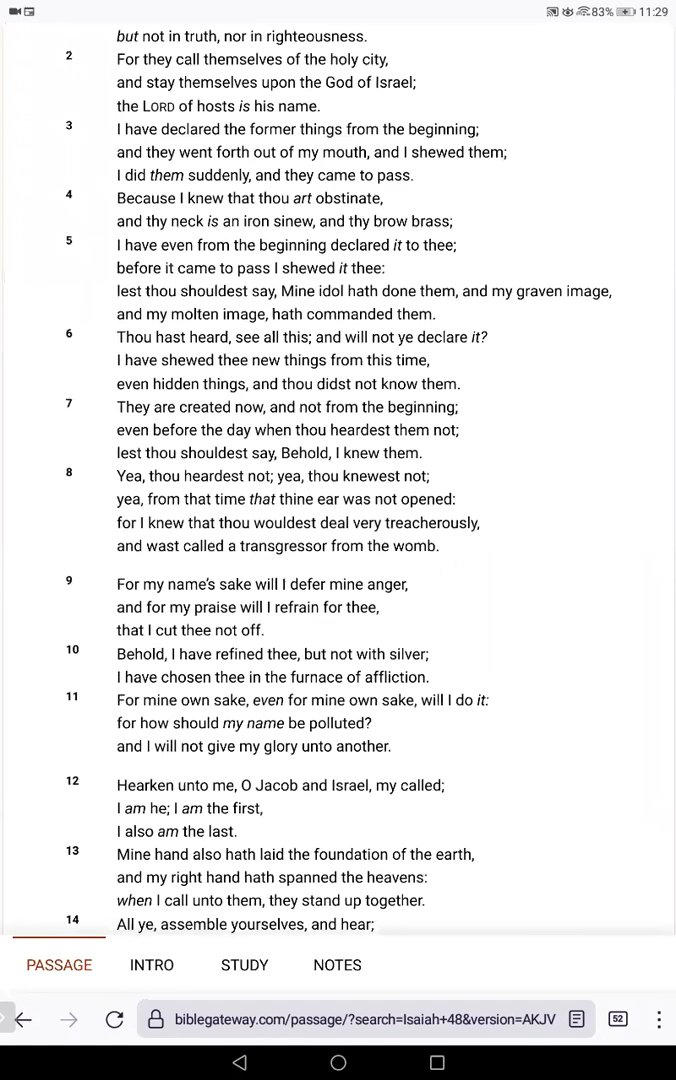 83% 11:29
but not in truth, nor in righteousness.
2 For they call themselves of the holy city,
and stay themselves upon the God of Israel;
the LORD of hosts is his name.
3 I have declared the former things from the beginning;
and they went forth out of my mouth, and I shewed them;
I did them suddenly, and they came to pass.
4 Because I knew that thou art obstinate,
and thy neck is an iron sinew, and thy brow brass;
5 I have even from the beginning declared it to thee;
before it came to pass I shewed it thee:
lest thou shouldest say, Mine idol hath done them, and my graven image,
and my molten image, hath commanded them.
6 Thou hast heard, see all this; and will not ye declare it?
I have shewed thee new things from this time,
even hidden things, and thou didst not know them.
7 They are created now, and not from the beginning;
even before the day when thou heardest them not;
lest thou shouldest say, Behold, I knew them.
8 Yea, thou heardest not; yea, thou knewest not;
yea, from that time that thine ear was not opened:
for I knew that thou wouldest deal very treacherously,
and wast called a transgressor from the womb.
9 For my name's sake will I defer mine anger,
and for my praise will I refrain for thee,
that I cut thee not off.
10 Behold, I have refined thee, but not with silver;
I have chosen thee in the furnace of affliction.
11 For mine own sake, even for mine own sake, will I do it:
for how should my name be polluted?
and I will not give my glory unto another.
12 Hearken unto me, O Jacob and Israel, my called;
I am he; I am the first,
I also am the last.
13 Mine hand also hath laid the foundation of the earth,
and my right hand hath spanned the heavens:
when I call unto them, they stand up together.
14 All ye, assemble yourselves, and hear;
PASSAGE INTRO STUDY NOTES
biblegateway.com/passage/?search=Isaiah+48&version=AKJV 52